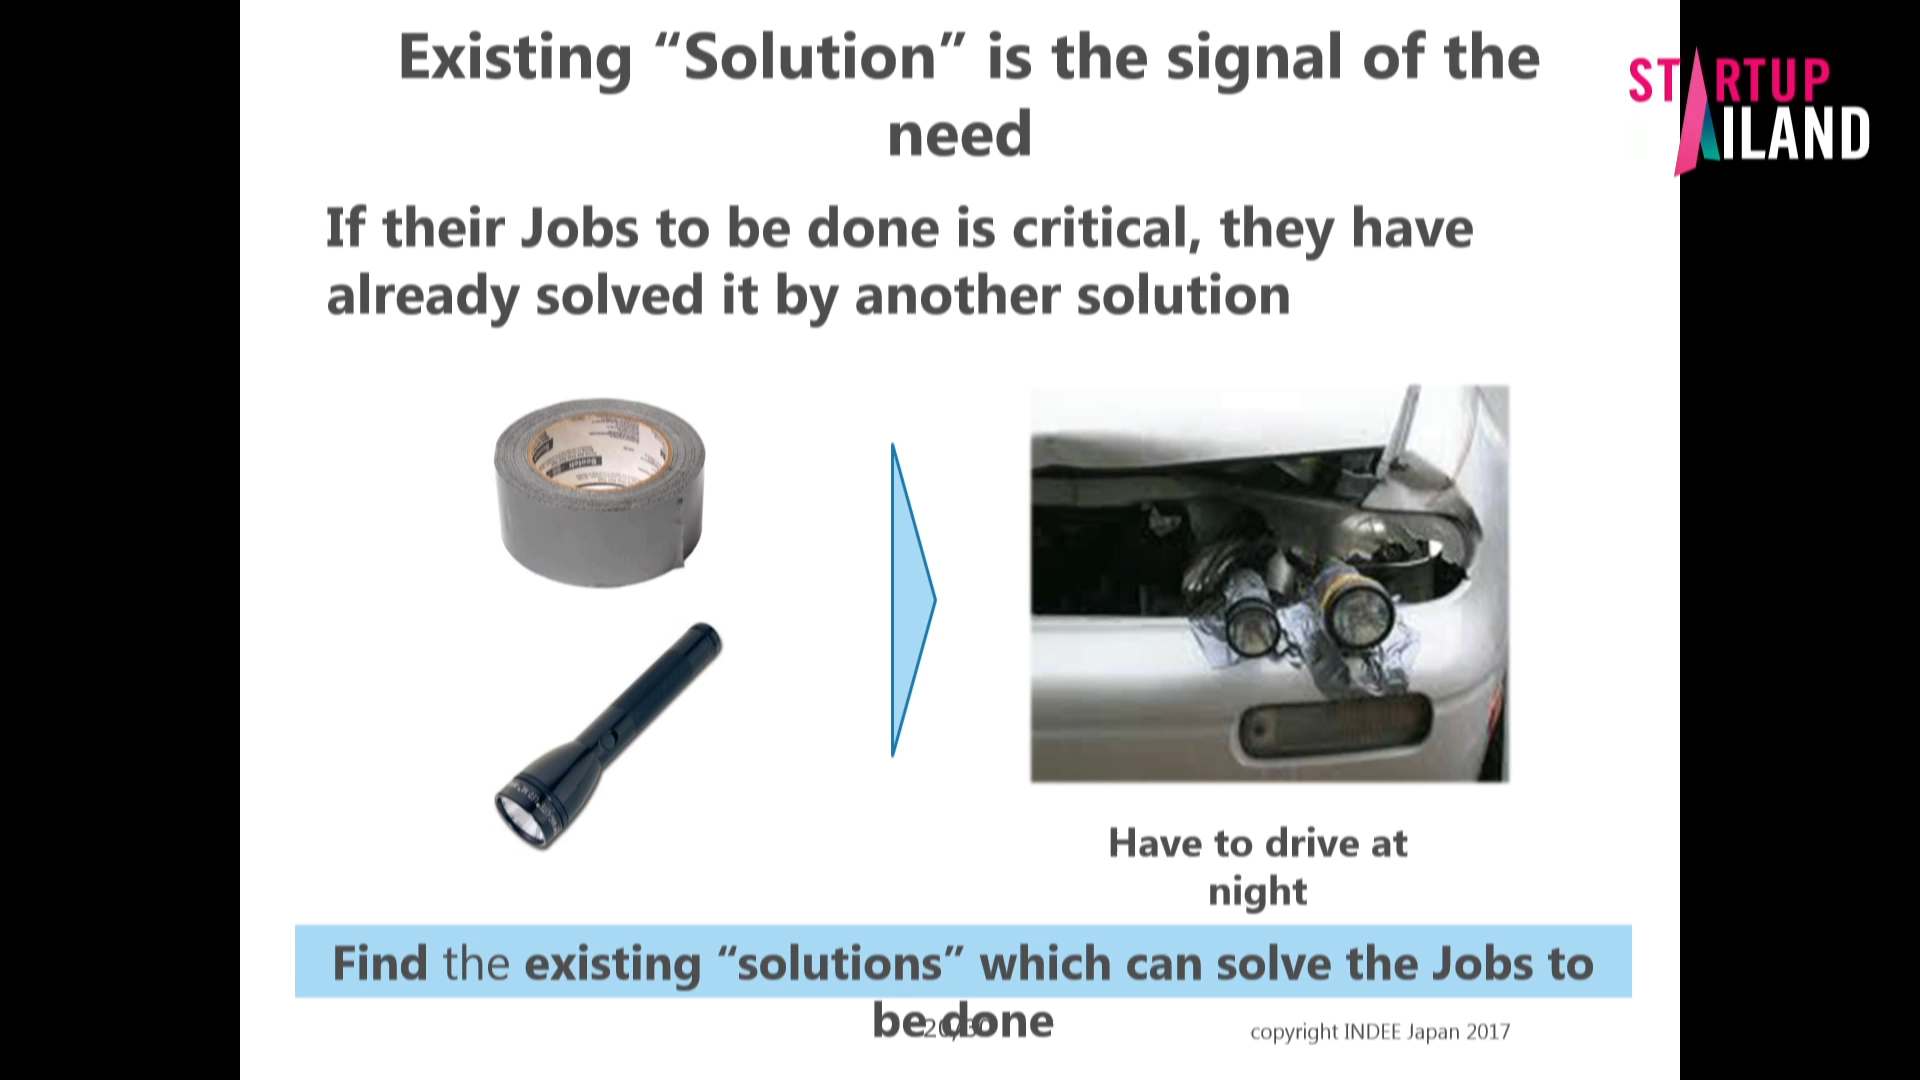 Existing “Solution” is the signal of the
need
STARTUP
AILAND
If their Jobs to be done is critical, they have
already solved it by another solution
Scotch
Have to drive at
night
Find the existing “solutions” which can solve the Jobs to
be done
copyright INDEE Japan 2017